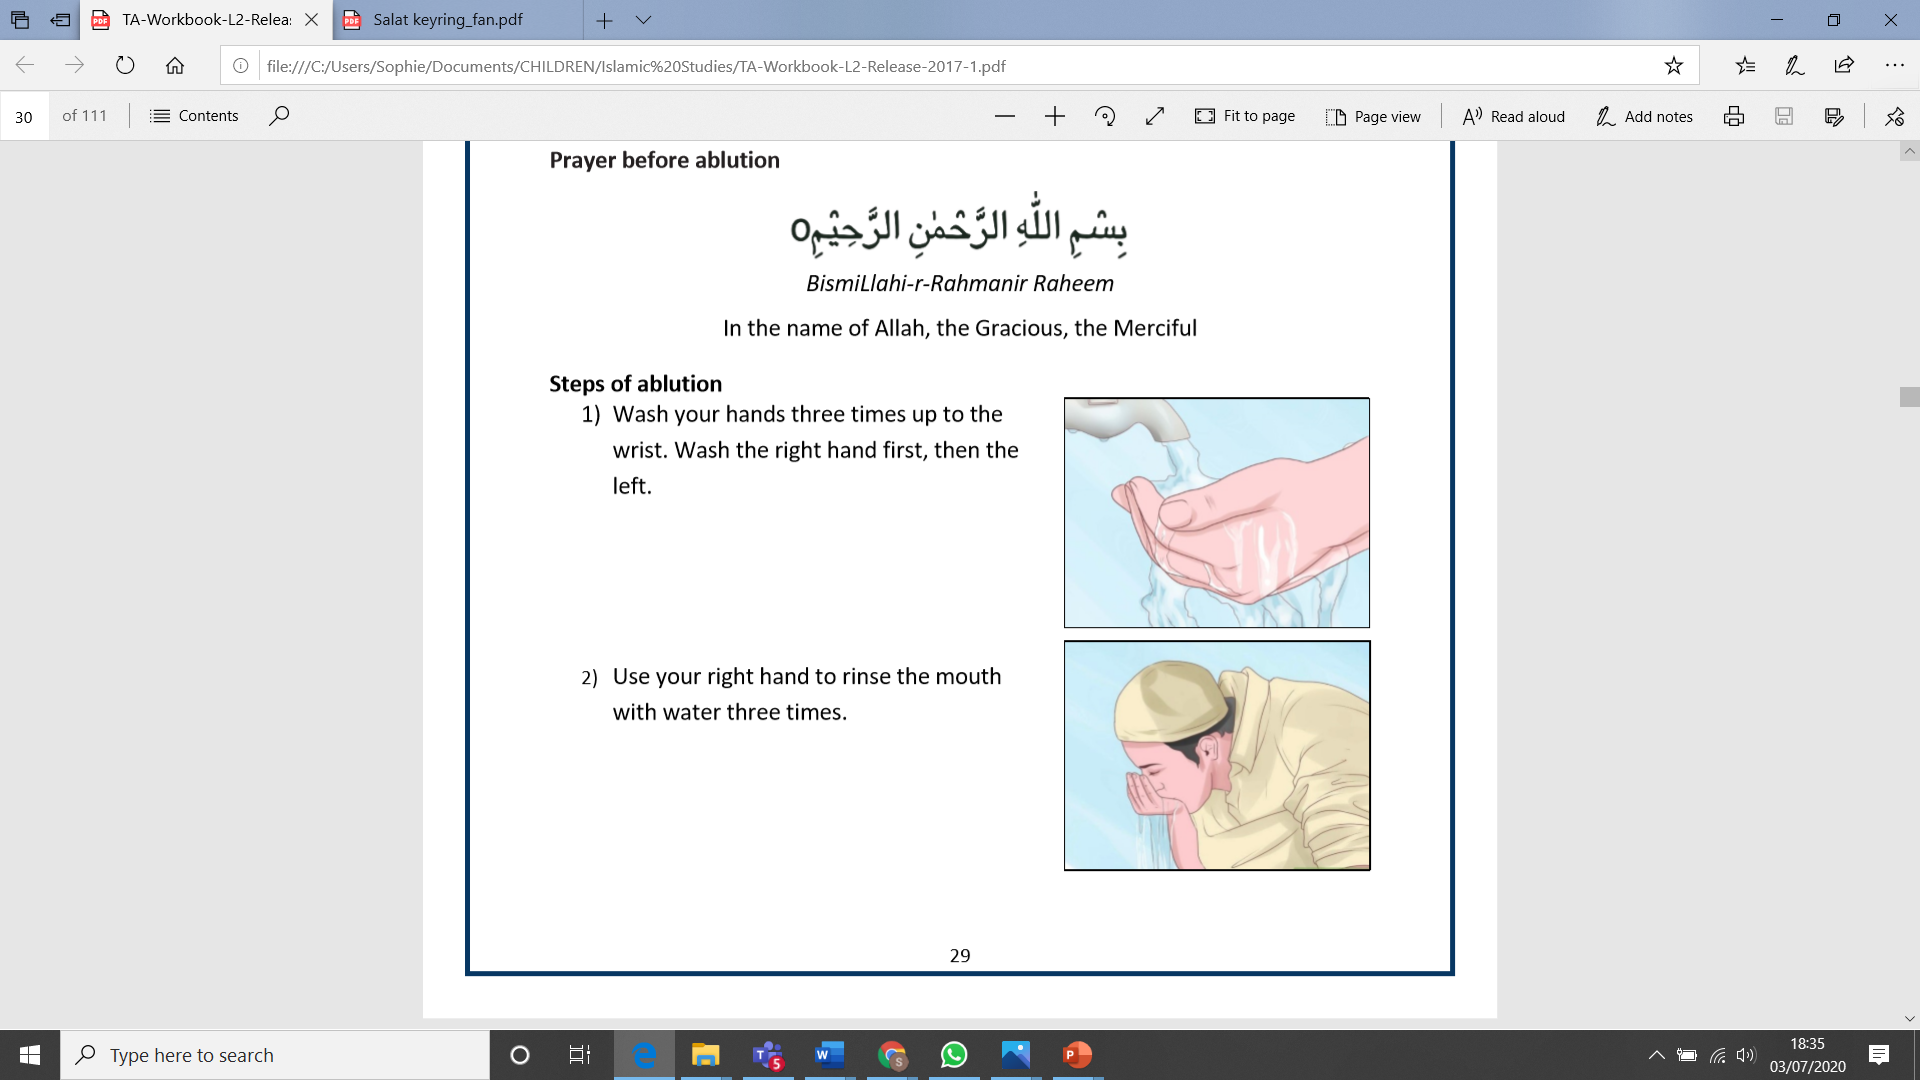 TA-Workbook-L2-Releas
Salat keyring_fan.pdf
file:///C:/Users/Sophie/Documents/CHILDREN/Islamic%20Studies/TA-Workbook-L2-Release-2017-1.pdf
30 of 111 Contents Fit to page Page view Read aloud Add notes
Prayer before ablution
بِسْمِ اللّٰهِ الرَّحْمٰنِ الرَّحِيْمِ
BismiLlahi-r-Rahmanir Raheem
In the name of Allah, the Gracious, the Merciful
Steps of ablution
1) Wash your hands three times up to the
wrist. Wash the right hand first, then the
left.
2) Use your right hand to rinse the mouth
with water three times.
29
Type here to search
18:35
03/07/2020